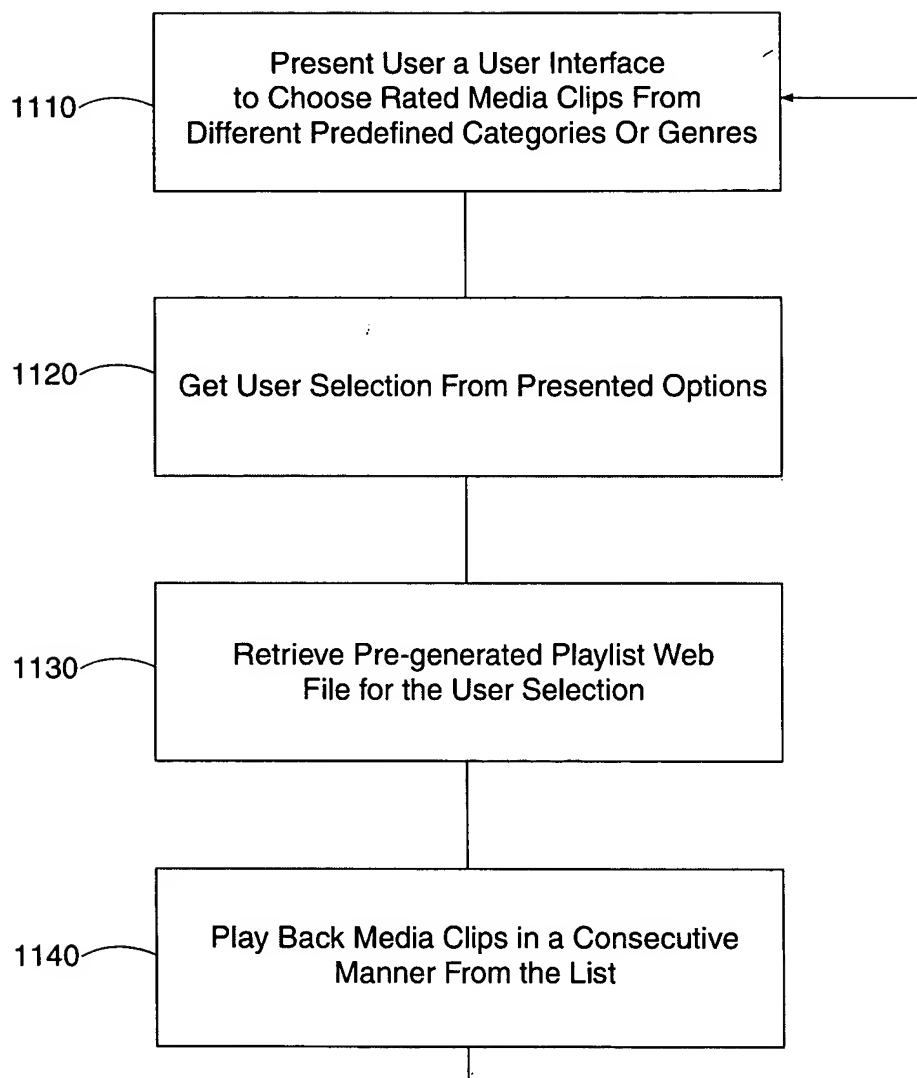 Present User a User Interface
to Choose Rated Media Clips From
Different Predefined Categories Or Genres
1110
Get User Selection From Presented Options
1120
Retrieve Pre-generated Playlist Web
File for the User Selection
1130
Play Back Media Clips in a Consecutive
Manner From the List
1140